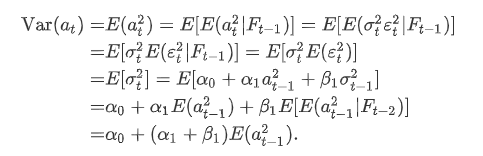 Var(a_t) = E(a_t^2) = E[E(a_t^2|F_{t-1})] = E[E(σ_t^2 ε_t^2|F_{t-1})]
=E[σ_t^2 E(ε_t^2|F_{t-1})] = E[σ_t^2 E(ε_t^2)]
=E[σ_t^2] = E[α_0 + α_1 a_{t-1}^2 + β_1 σ_{t-1}^2]
=α_0 + α_1 E(a_{t-1}^2) + β_1 E[E(a_{t-1}^2|F_{t-2})]
=α_0 + (α_1 + β_1)E(a_{t-1}^2).